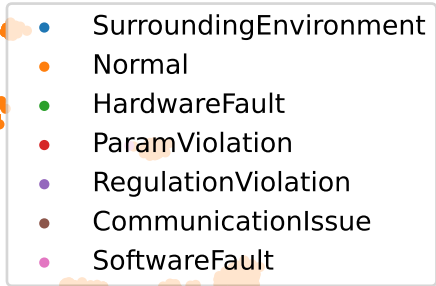 SurroundingEnvironment
Normal
HardwareFault
ParamViolation
RegulationViolation
CommunicationIssue
SoftwareFault